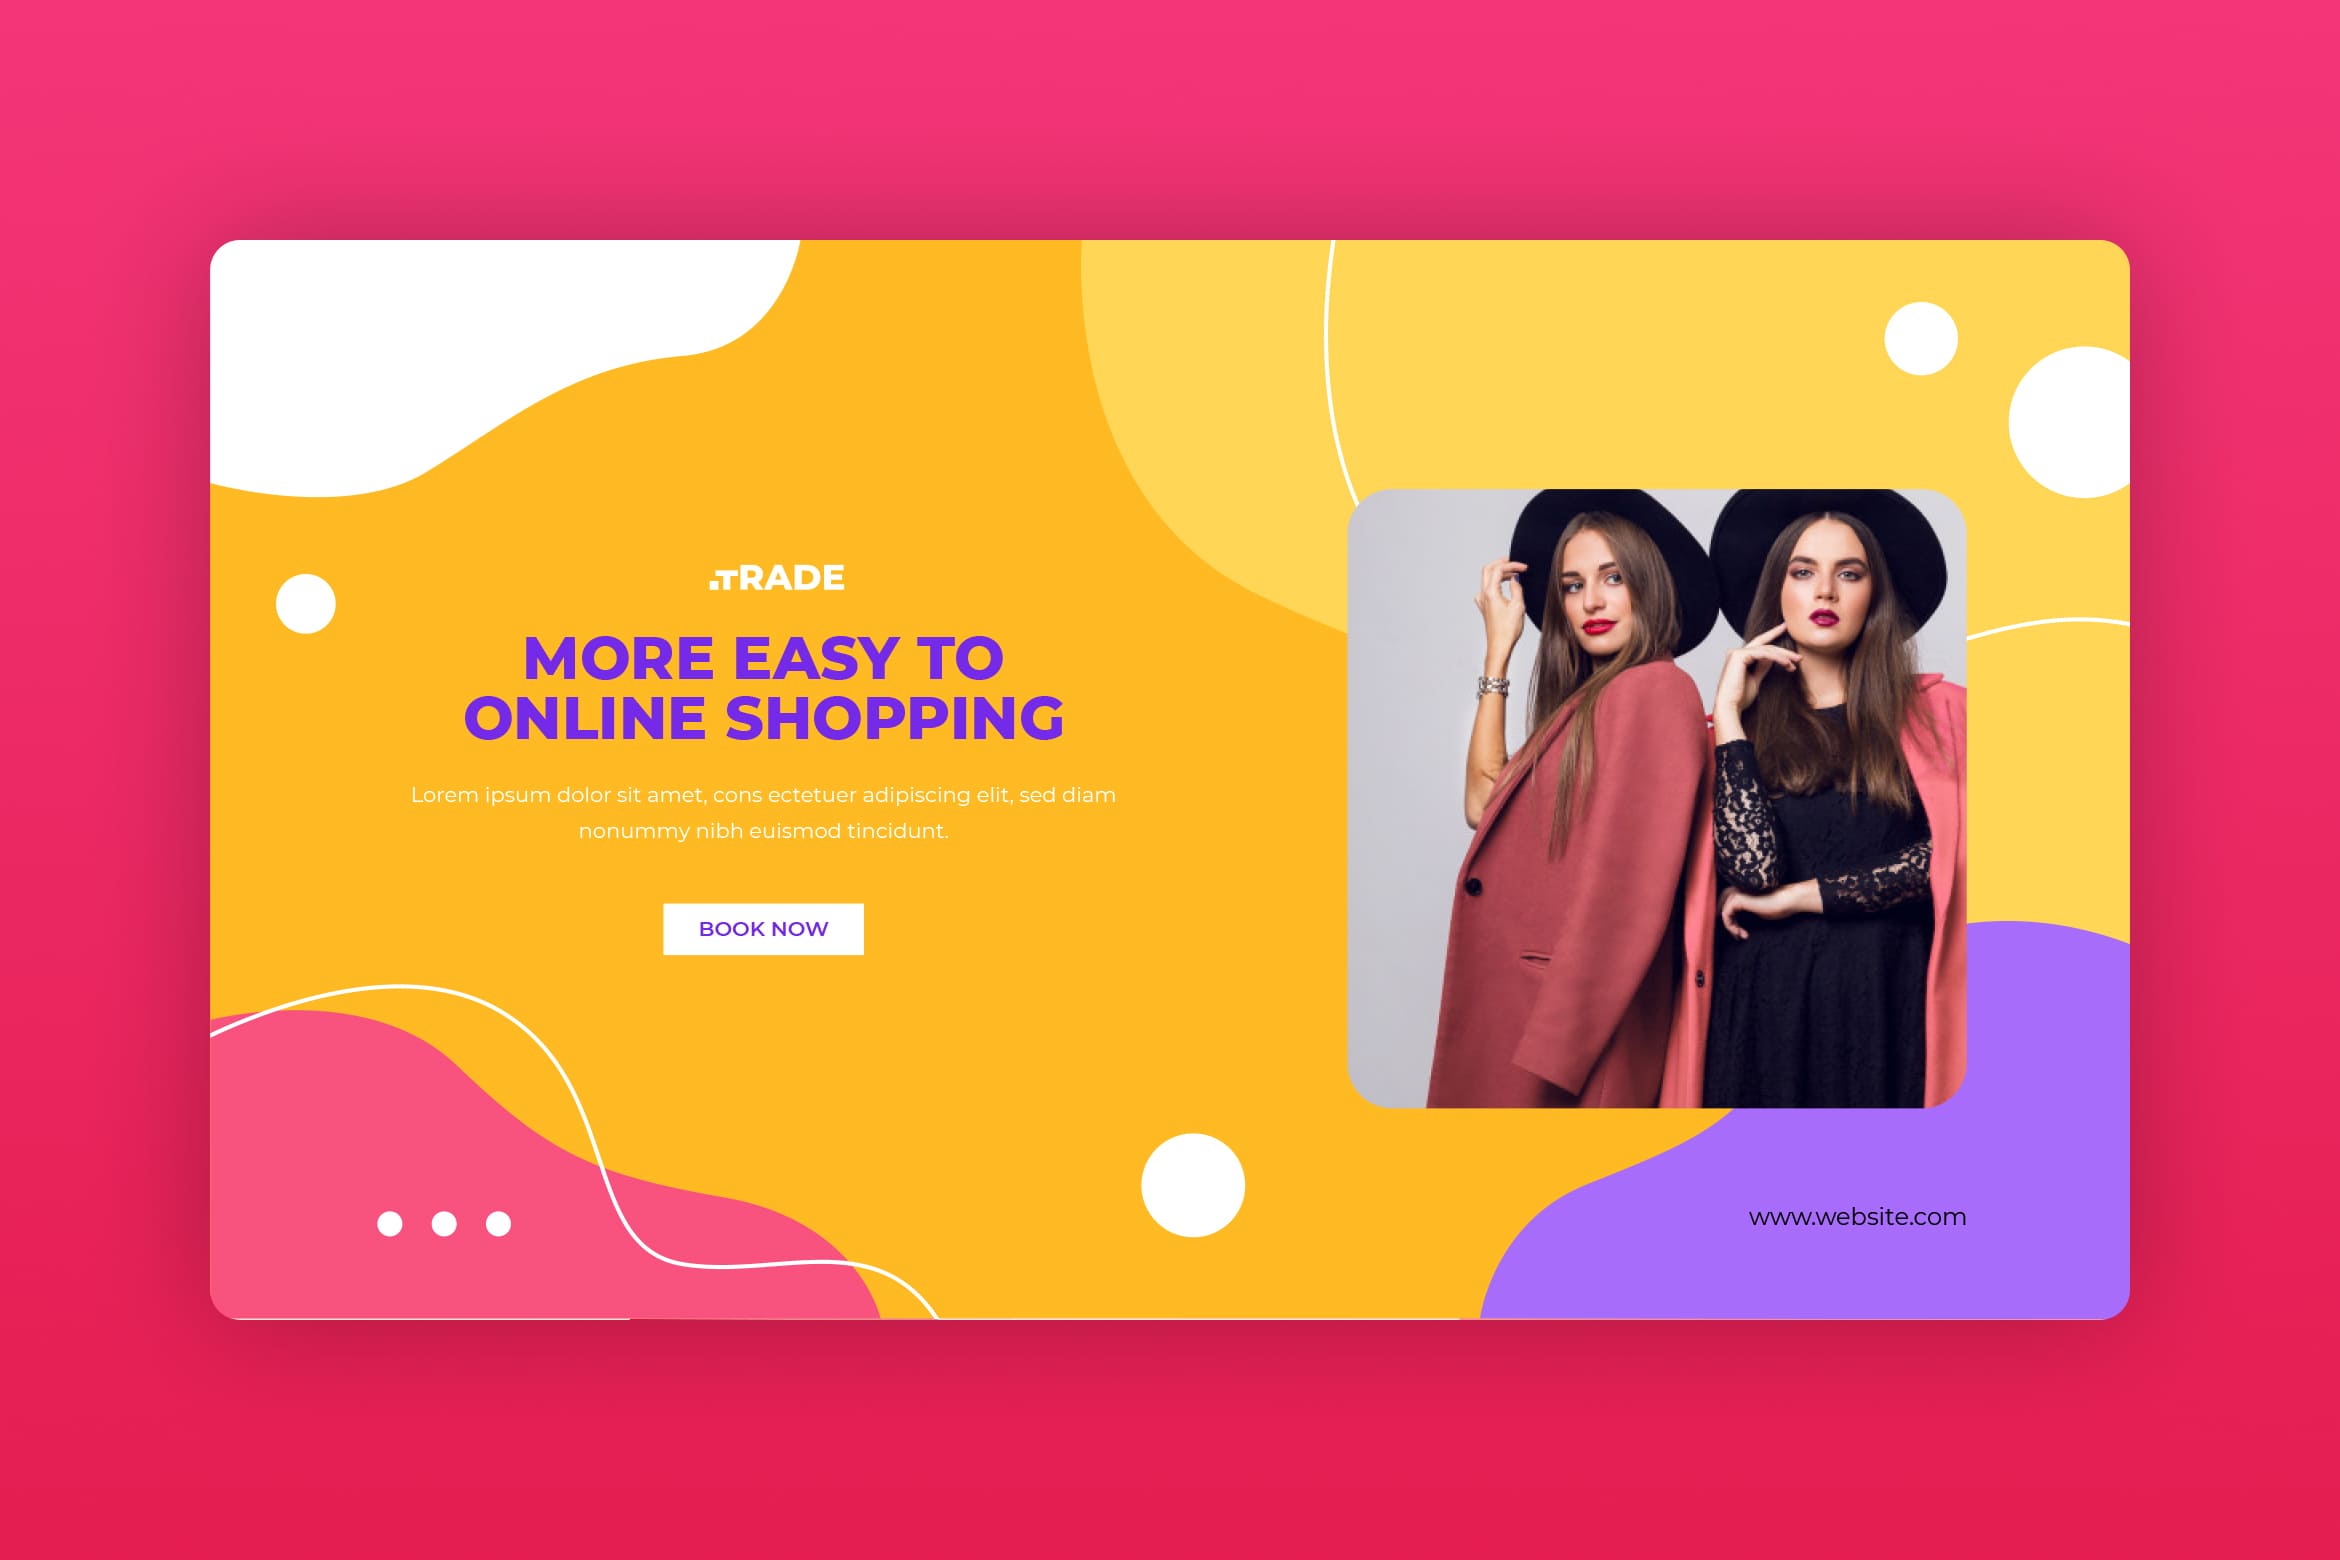 TRADE
MORE EASY TO
ONLINE SHOPPING
Lorem ipsum dolor sit amet, cons ectetuer adipiscing elit, sed diam
nonummy nibh euismod tincidunt.
BOOK NOW
www.website.com